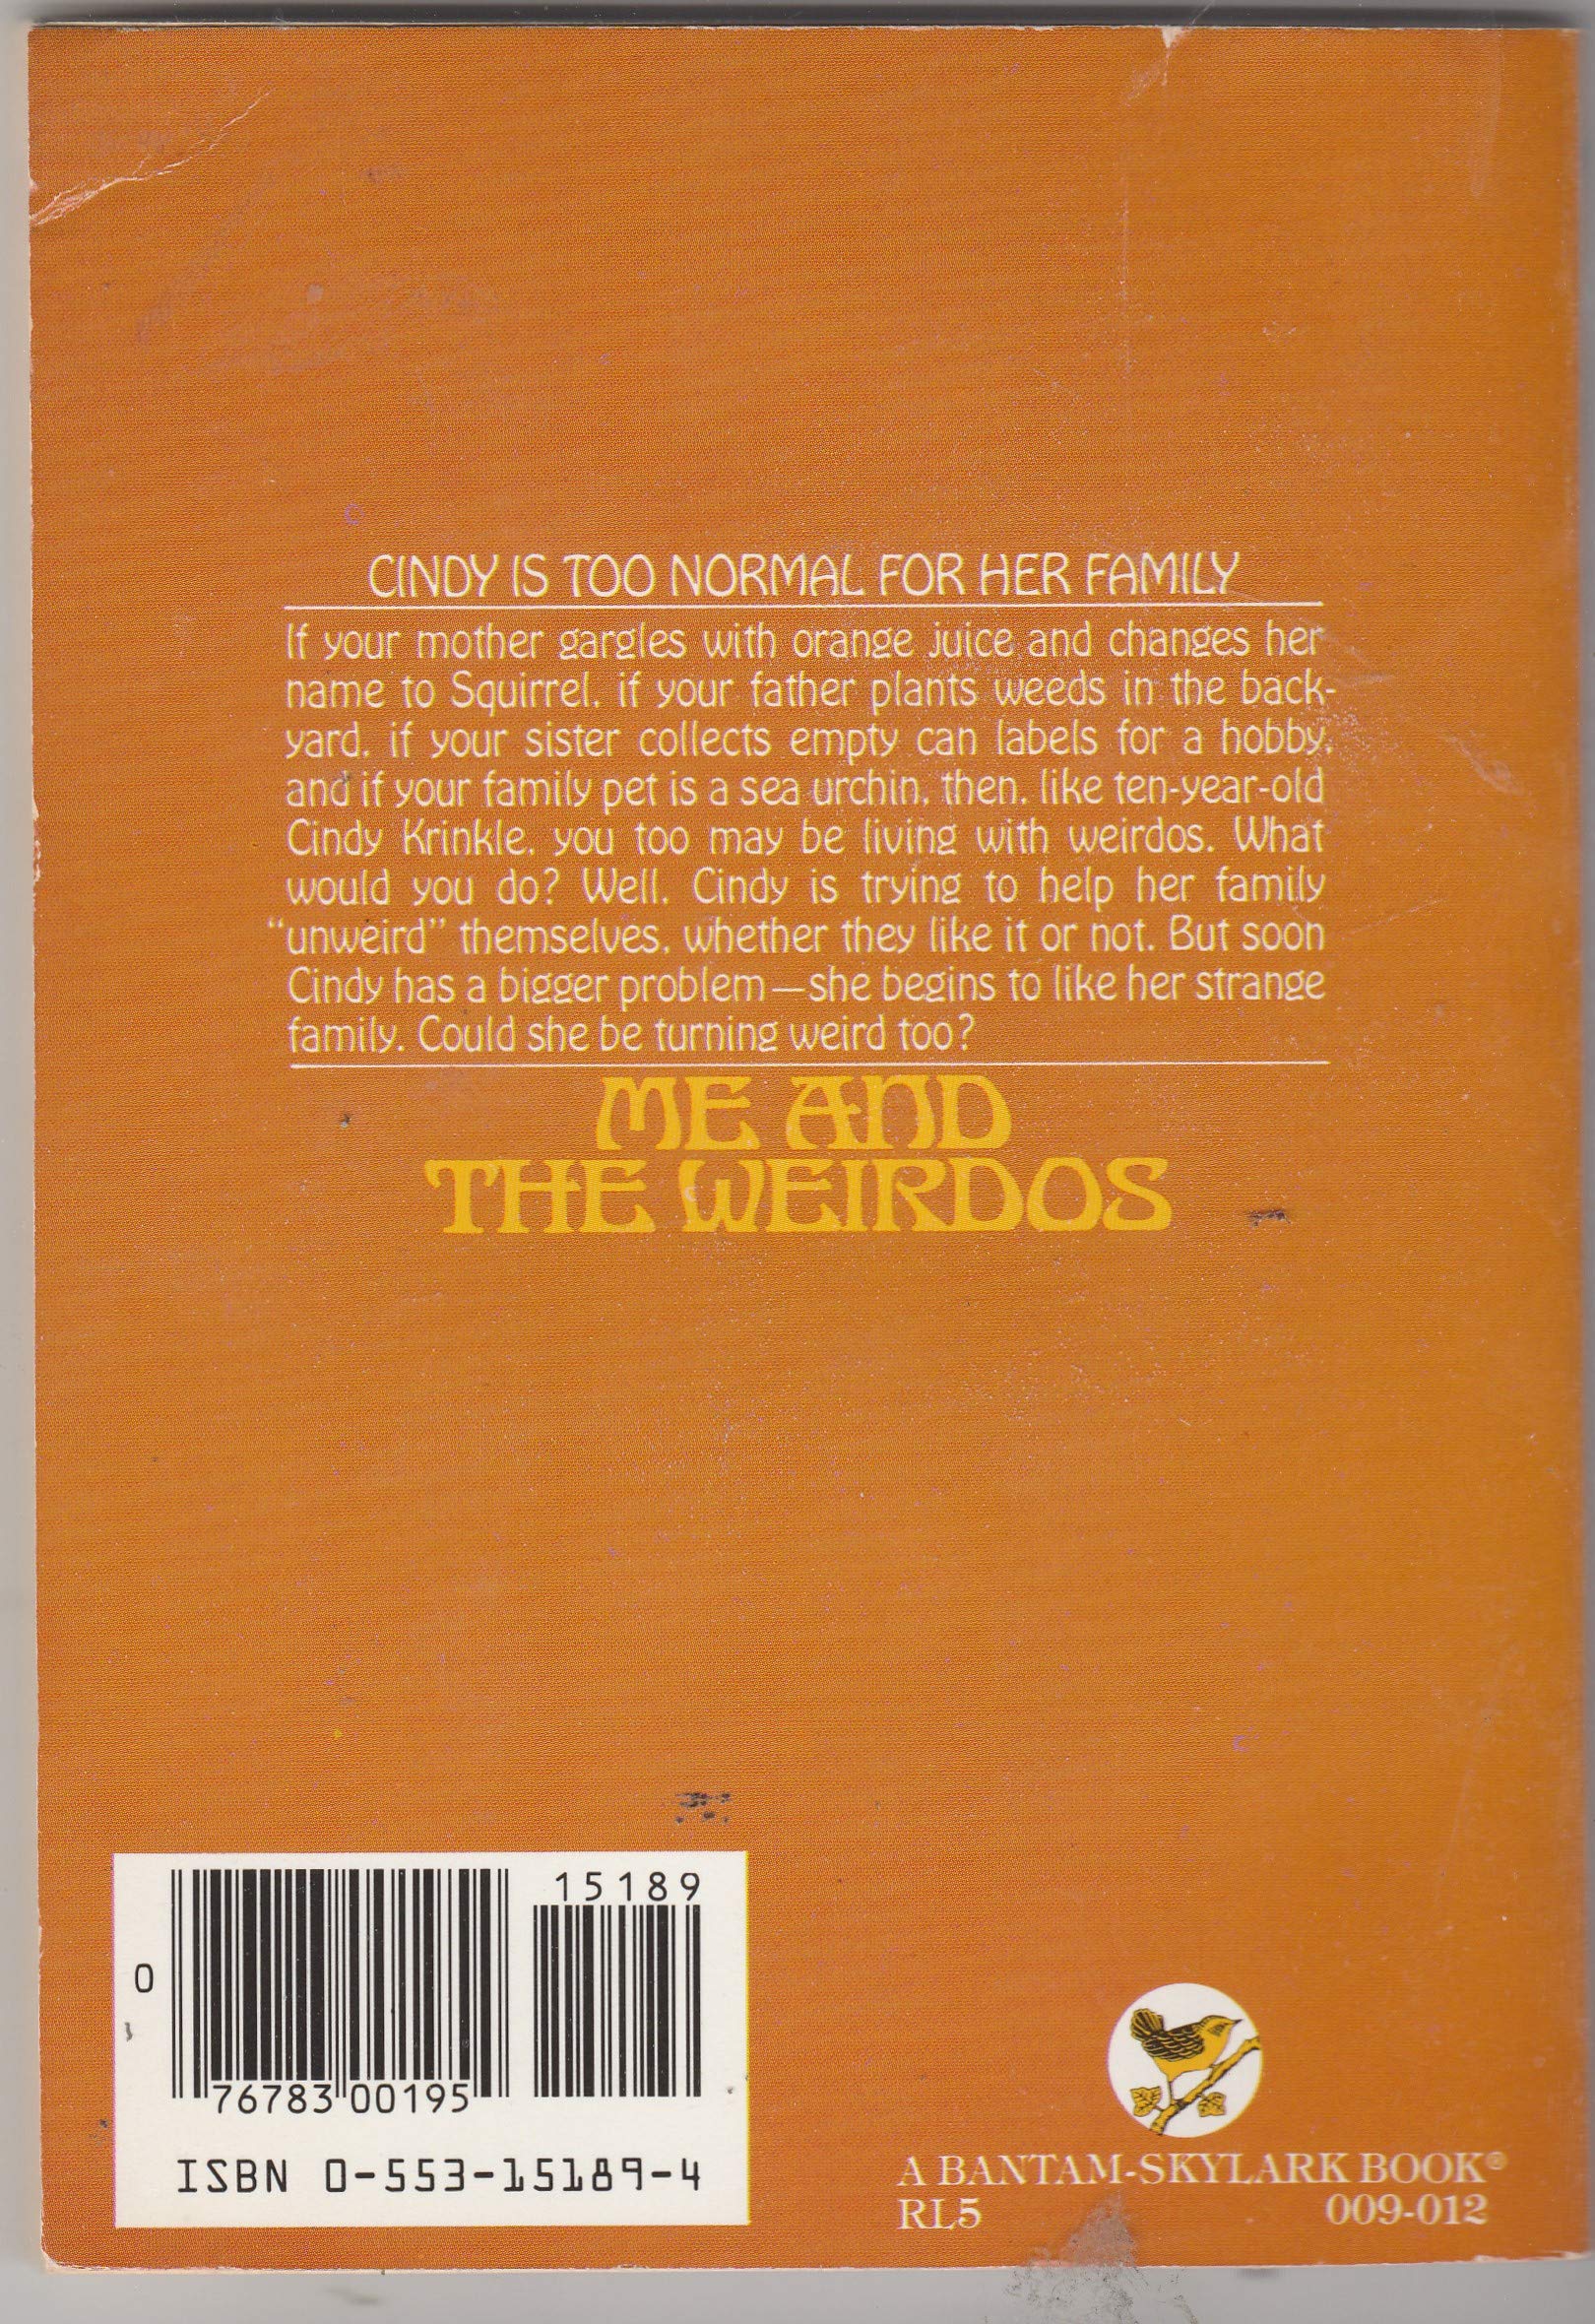 CINDY IS TOO NORMAL FOR HER FAMILY
If your mother gargles with orange juice and changes her
name to Squirrel, if your father plants weeds in the back-
yard, if your sister collects empty can labels for a hobby,
and if your family pet is a sea urchin, then, like ten-year-old
Cindy Krinkle, you too may be living with weirdos. What
would you do? Well, Cindy is trying to help her family
“unweird” themselves, whether they like it or not. But soon
Cindy has a bigger problem—she begins to like her strange
family. Could she be turning weird too?
ME AND
THE WEIRDOS
15189
0
76783 00195
ISBN 0-553-15189-4
A BANTAM-SKYLARK BOOK®
RL5 009-012